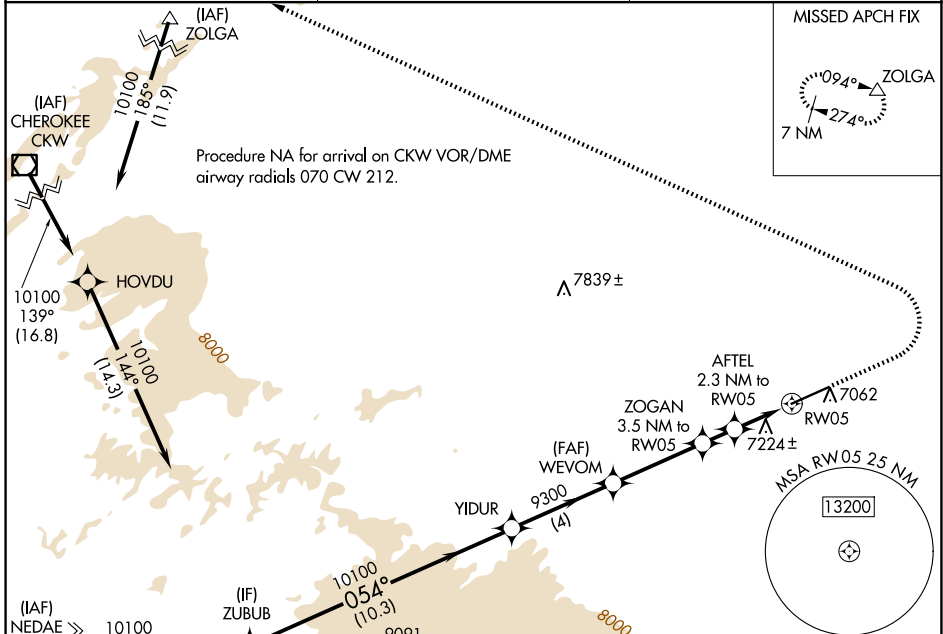 (IAF)
ZOLGA
MISSED APCH FIX
094°
ZOLGA
274°
7 NM
10100
185°
(11.9)
(IAF)
CHEROKEE
CKW
Procedure NA for arrival on CKW VOR/DME
airway radials 070 CW 212.
HOVDU
7839±
10100
139°
(16.8)
10100
144°
(14.3)
8000
AFTEL
2.3 NM to
RW05
7062
RW05
ZOGAN
3.5 NM to
RW05
7224±
(FAF)
WEVOM
MSA RW05 25 NM
13200
YIDUR
9300
(4)
10100
054°
(10.3)
(IF)
ZUBUB
(IAF)
NEDAE
10100
8000